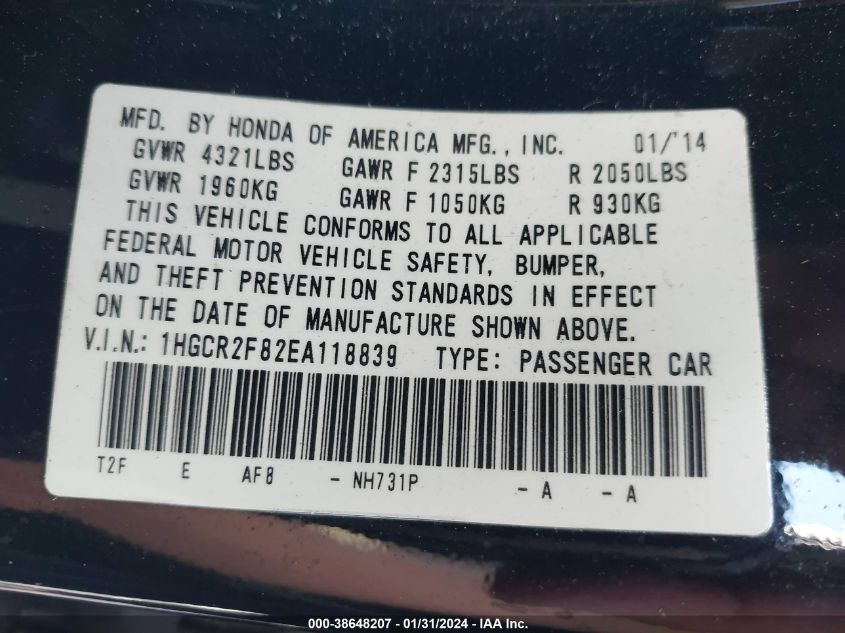 MFD. BY HONDA OF AMERICA MFG., INC. 01/'14
GVWR 4321LBS GAWR F 2315LBS R 2050LBS
GVWR 1960KG GAWR F 1050KG R 930KG
THIS VEHICLE CONFORMS TO ALL APPLICABLE
FEDERAL MOTOR VEHICLE SAFETY, BUMPER,
AND THEFT PREVENTION STANDARDS IN EFFECT
ON THE DATE OF MANUFACTURE SHOWN ABOVE.
V.I.N.: 1HGCR2F82EA118839 TYPE: PASSENGER CAR
T2F E AF8 - NH731P - A - A
000-38648207 - 01/31/2024 - IAA Inc.